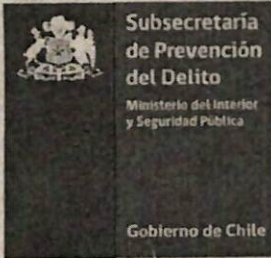 Subsecretaría
de Prevención
del Delito
Ministerio del Interior
y Seguridad Pública
Gobierno de Chile